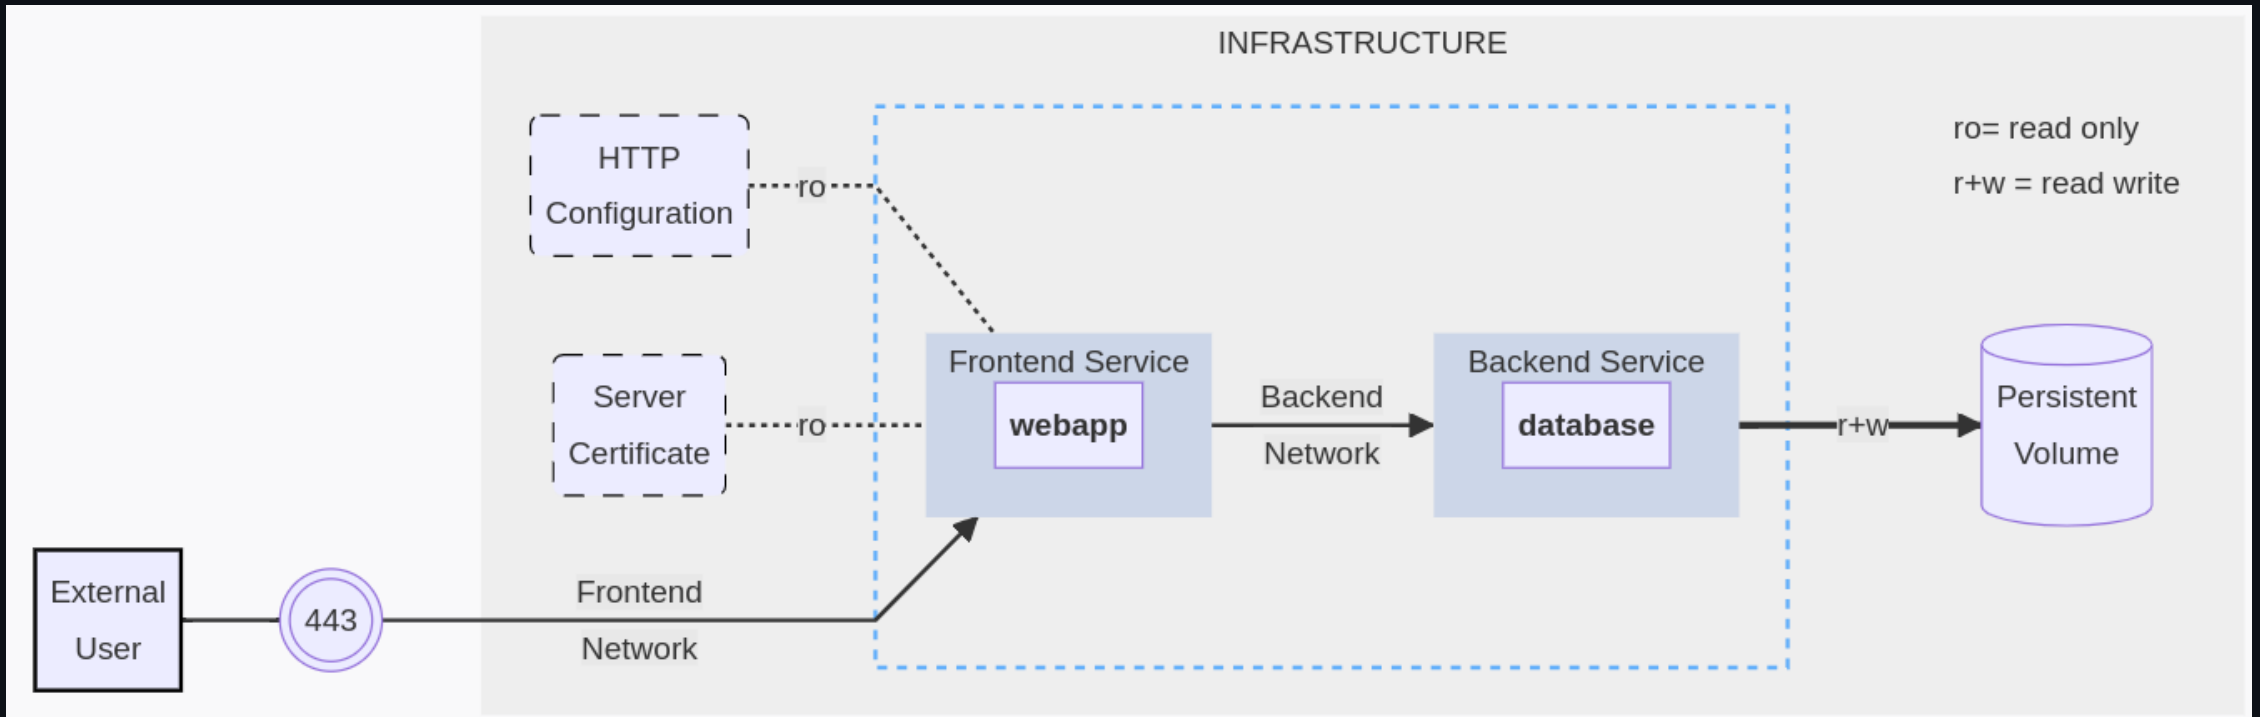 INFRASTRUCTURE
HTTP
Configuration
ro
ro= read only
r+w = read write
Server
Certificate
ro
Frontend Service
webapp
Backend
Network
Backend Service
database
r+w
Persistent
Volume
External
User
443
Frontend
Network